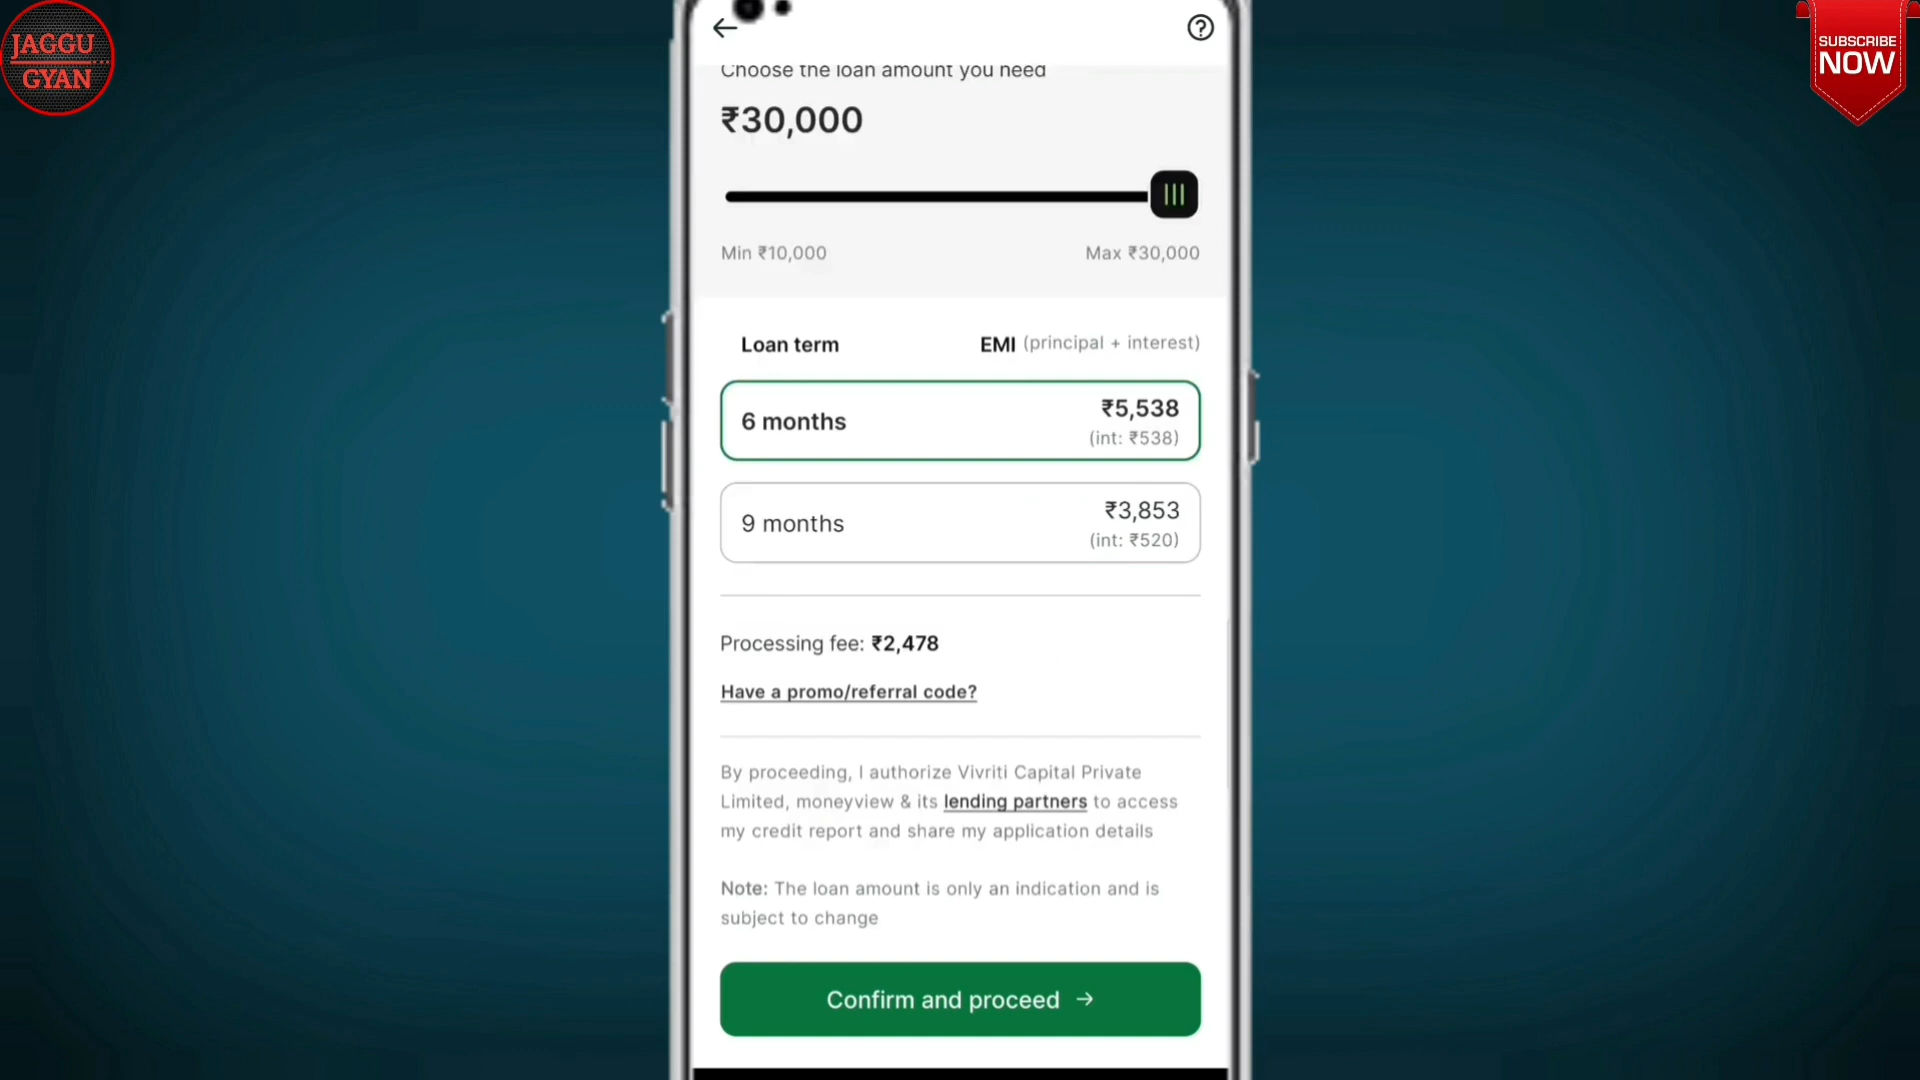 JAGGU
GYAN
SUBSCRIBE
NOW
Choose the loan amount you need
₹30,000
Min ₹10,000 Max ₹30,000
Loan term EMI (principal + interest)
6 months ₹5,538
(int: ₹538)
9 months ₹3,853
(int: ₹520)
Processing fee: ₹2,478
Have a promo/referral code?
By proceeding, I authorize Vivriti Capital Private
Limited, moneyview & its lending partners to access
my credit report and share my application details
Note: The loan amount is only an indication and is
subject to change
Confirm and proceed →